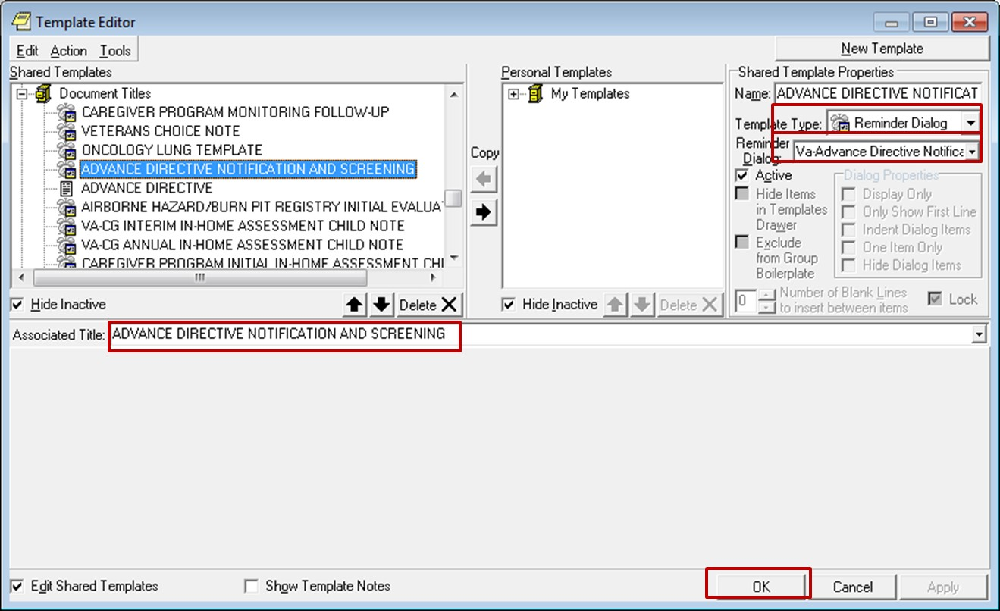 Template Editor
Edit Action Tools
New Template
Shared Templates
Document Titles
CAREGIVER PROGRAM MONITORING FOLLOW-UP
VETERANS CHOICE NOTE
ONCOLOGY LUNG TEMPLATE
ADVANCE DIRECTIVE NOTIFICATION AND SCREENING
ADVANCE DIRECTIVE
AIRBORNE HAZARD/BURN PIT REGISTRY INITIAL EVALUA
VA-CG INTERIM IN-HOME ASSESSMENT CHILD NOTE
VA-CG ANNUAL IN-HOME ASSESSMENT CHILD NOTE
CAREGIVER PROGRAM INITIAL IN-HOME ASSESSMENT CHI
Hide Inactive
Delete
Copy
Personal Templates
My Templates
Hide Inactive
Delete
Shared Template Properties
Name: ADVANCE DIRECTIVE NOTIFICAT
Template Type: Reminder Dialog
Reminder
Dialog: Va-Advance Directive Notifica
Active
Hide Items
in Templates
Drawer
Exclude
from Group
Boilerplate
Dialog Properties
Display Only
Only Show First Line
Indent Dialog Items
One Item Only
Hide Dialog Items
0 Number of Blank Lines
to insert between items
Lock
Associated Title: ADVANCE DIRECTIVE NOTIFICATION AND SCREENING
Edit Shared Templates
Show Template Notes
OK
Cancel
Apply